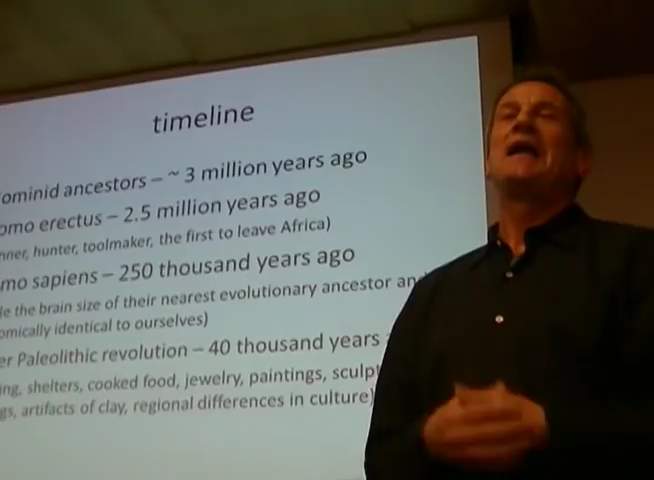 timeline
ominid ancestors – ~ 3 million years ago
omo erectus – 2.5 million years ago
nner, hunter, toolmaker, the first to leave Africa)
mo sapiens – 250 thousand years ago
le the brain size of their nearest evolutionary ancestor an
omically identical to ourselves)
er Paleolithic revolution – 40 thousand years
ing, shelters, cooked food, jewelry, paintings, sculp
gs, artifacts of clay, regional differences in culture)